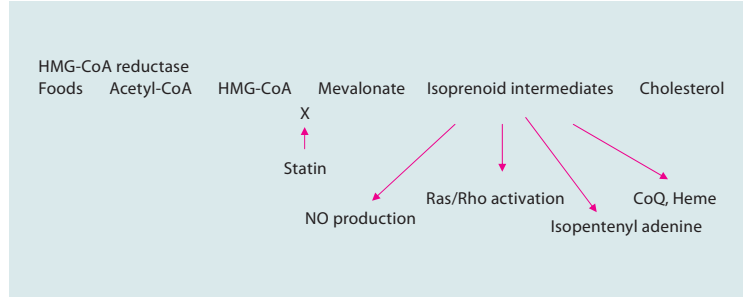 HMG-CoA reductase
Foods Acetyl-CoA HMG-CoA Mevalonate Isoprenoid intermediates Cholesterol
X
Statin
Ras/Rho activation CoQ, Heme
NO production
Isopentenyl adenine